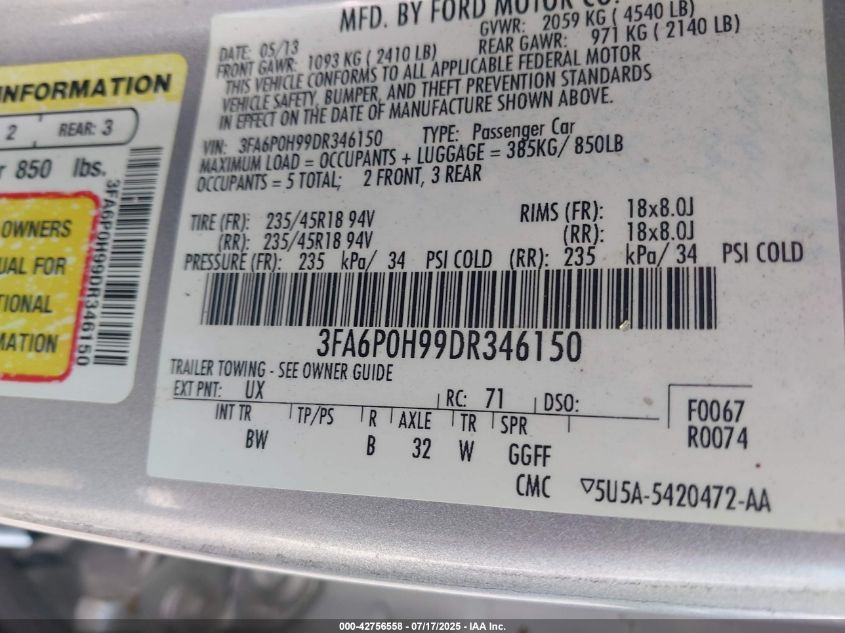 MFD. BY FORD MOTOR CO.
DATE: 05/13 GVWR: 2059 KG ( 4540 LB)
FRONT GAWR: 1093 KG ( 2410 LB) REAR GAWR: 971 KG ( 2140 LB)
THIS VEHICLE CONFORMS TO ALL APPLICABLE FEDERAL MOTOR
VEHICLE SAFETY, BUMPER, AND THEFT PREVENTION STANDARDS
IN EFFECT ON THE DATE OF MANUFACTURE SHOWN ABOVE.
VIN: 3FA6P0H99DR346150 TYPE: Passenger Car
MAXIMUM LOAD = OCCUPANTS + LUGGAGE = 385KG/ 850LB
OCCUPANTS = 5 TOTAL; 2 FRONT, 3 REAR
TIRE (FR): 235/45R18 94V RIMS (FR): 18x8.0J
(RR): 235/45R18 94V (RR): 18x8.0J
PRESSURE (FR): 235 kPa/ 34 PSI COLD (RR): 235 kPa/ 34 PSI COLD
3FA6P0H99DR346150
TRAILER TOWING - SEE OWNER GUIDE
EXT PNT: UX RC: 71 DSO:
INT TR TP/PS R AXLE TR SPR
BW B 32 W GGFF
F0067
R0074
CMC ▽5U5A-5420472-AA
INFORMATION
2 REAR: 3
850 lbs.
3FA6P0H99DR346150
OWNERS
UAL FOR
TIONAL
MATION
000-42756558 - 07/17/2025 - IAA Inc.